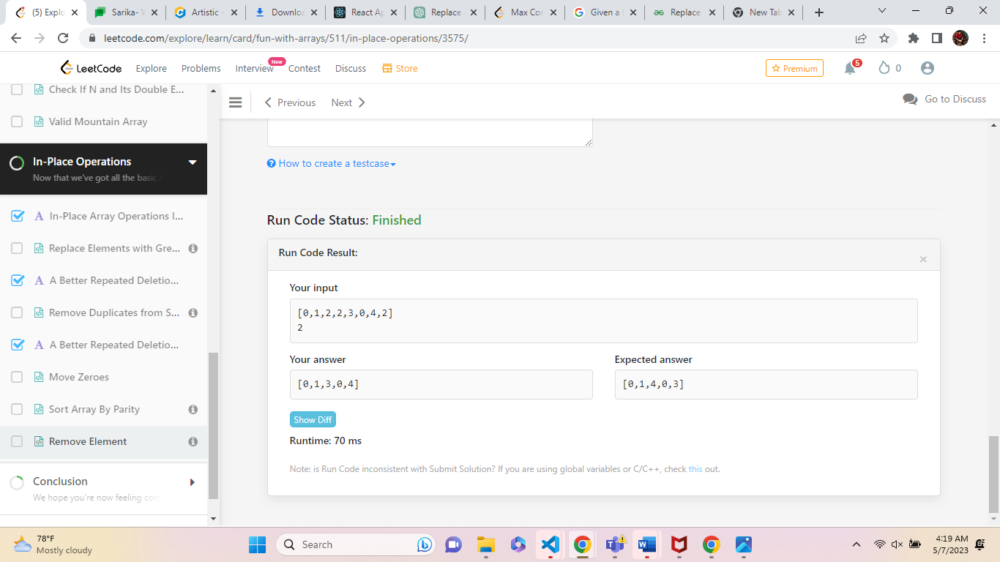 (5) Explo
Sarika- W
Artistic -
Downloa
React Ap
Replace
Max Con
Given a
Replace
New Tab
leetcode.com/explore/learn/card/fun-with-arrays/511/in-place-operations/3575/
LeetCode
Explore
Problems
Interview
New
Contest
Discuss
Store
Premium
5
0
Check If N and Its Double E...
Valid Mountain Array
In-Place Operations
Now that we've got all the basic
In-Place Array Operations I...
Replace Elements with Gre...
A Better Repeated Deletio...
Remove Duplicates from S...
A Better Repeated Deletio...
Move Zeroes
Sort Array By Parity
Remove Element
Conclusion
We hope you're now feeling con
Previous
Next
Go to Discuss
How to create a testcase
Run Code Status: Finished
Run Code Result:
Your input
[0,1,2,2,3,0,4,2]
2
Your answer
[0,1,3,0,4]
Expected answer
[0,1,4,0,3]
Show Diff
Runtime: 70 ms
Note: is Run Code inconsistent with Submit Solution? If you are using global variables or C/C++, check this out.
78°F
Mostly cloudy
Search
4:19 AM
5/7/2023